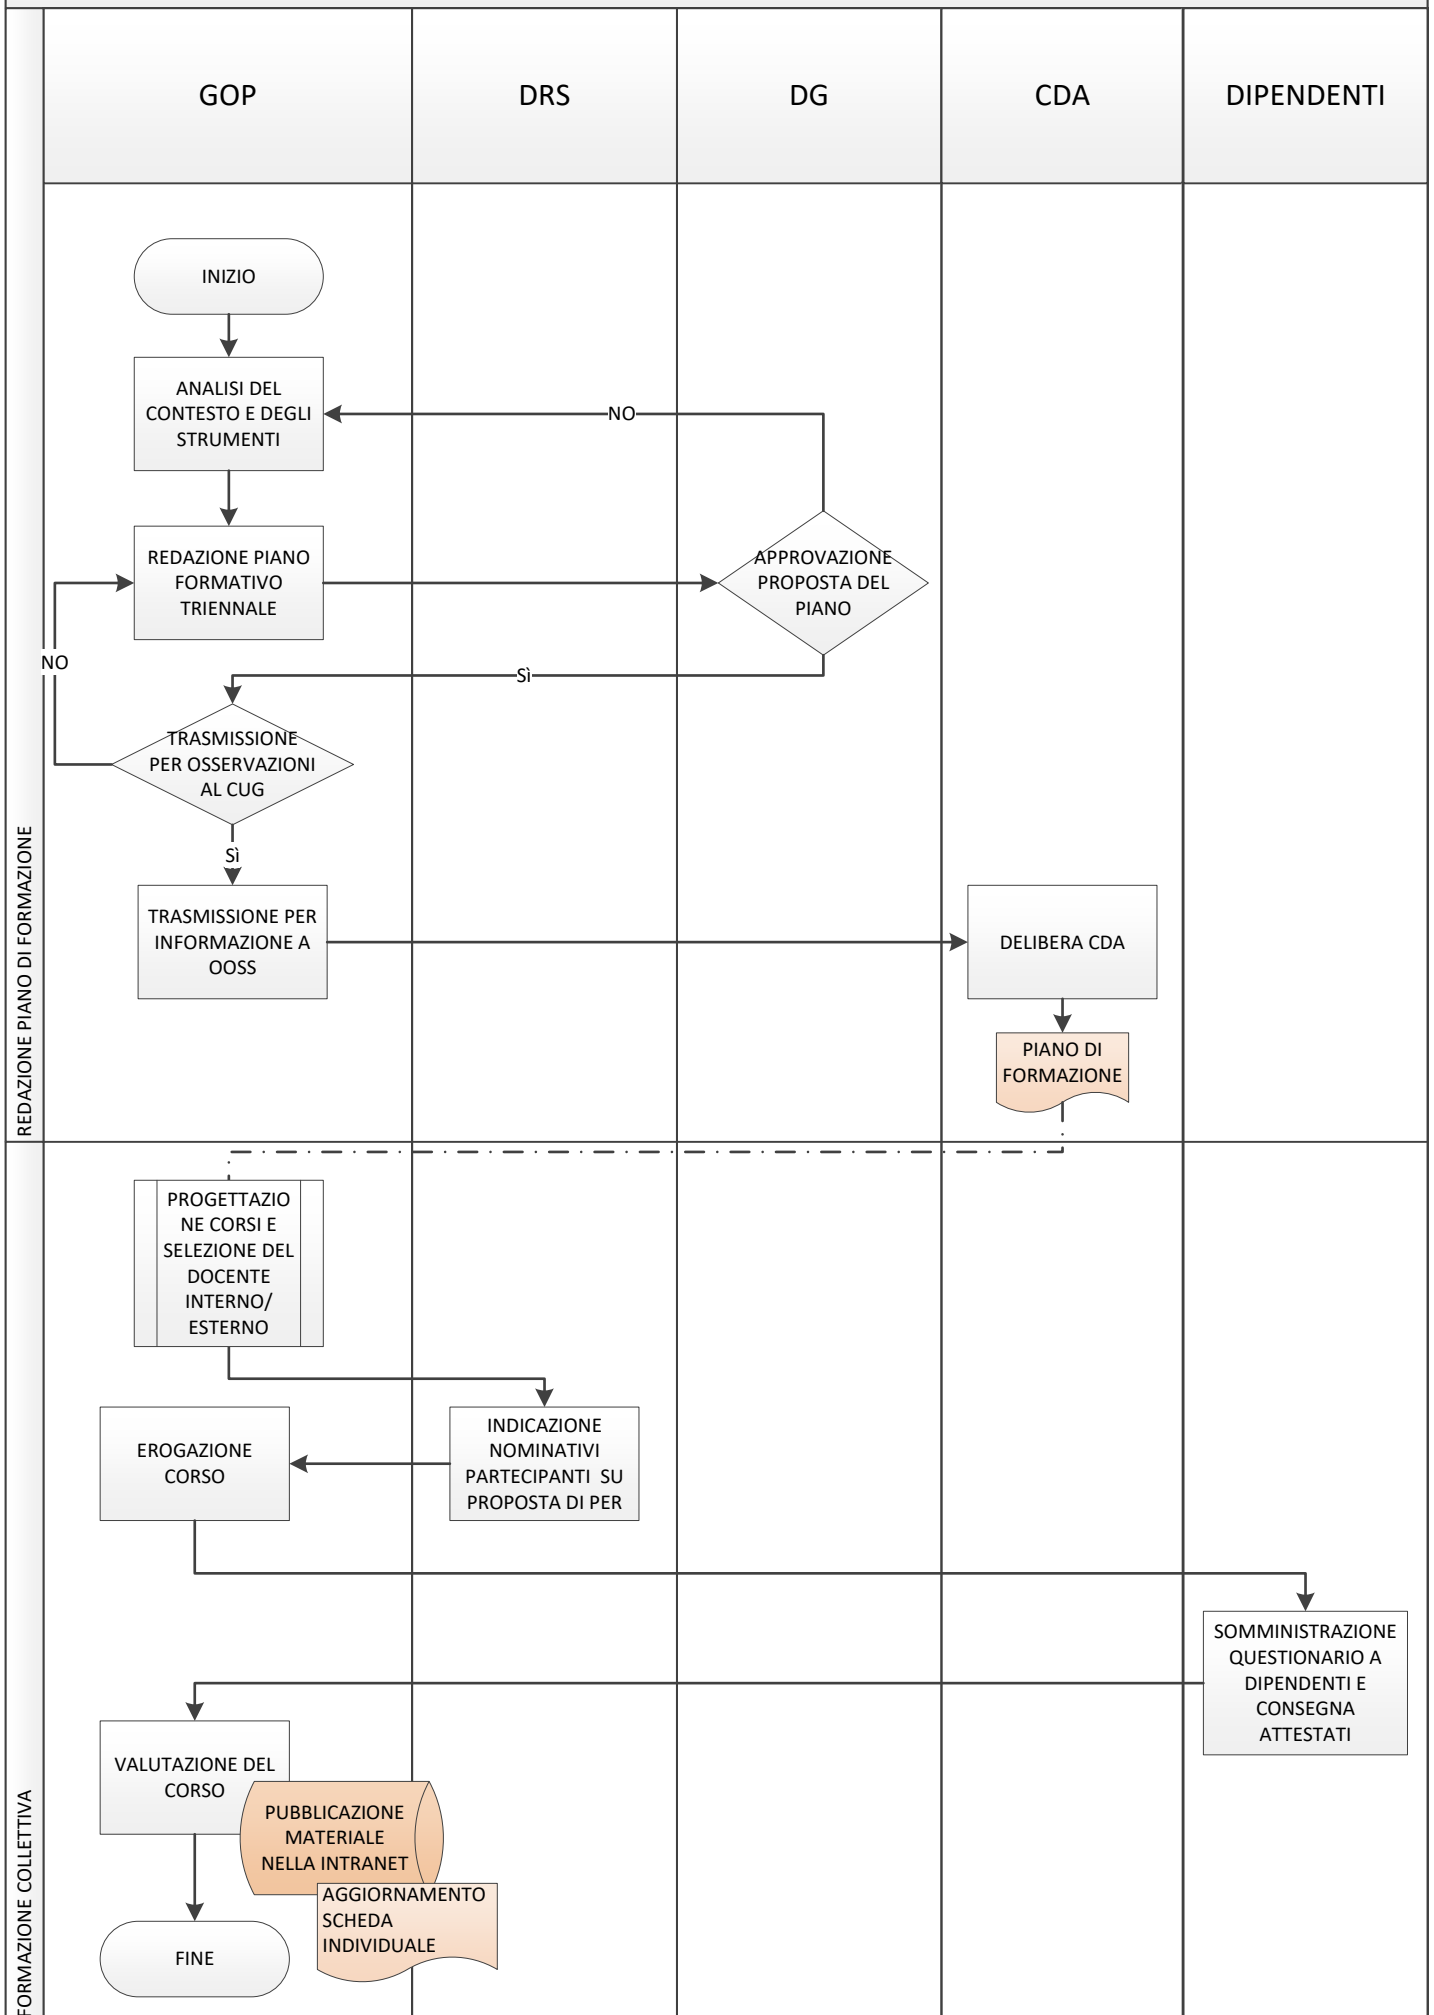 GOP
DRS
DG
CDA
DIPENDENTI
REDAZIONE PIANO DI FORMAZIONE
INIZIO
ANALISI DEL
CONTESTO E DEGLI
STRUMENTI
NO
REDAZIONE PIANO
FORMATIVO
TRIENNALE
APPROVAZIONE
PROPOSTA DEL
PIANO
NO
Sì
TRASMISSIONE
PER OSSERVAZIONI
AL CUG
Sì
TRASMISSIONE PER
INFORMAZIONE A
OOSS
DELIBERA CDA
PIANO DI
FORMAZIONE
FORMAZIONE COLLETTIVA
PROGETTAZIO
NE CORSI E
SELEZIONE DEL
DOCENTE
INTERNO/
ESTERNO
EROGAZIONE
CORSO
INDICAZIONE
NOMINATIVI
PARTECIPANTI  SU
PROPOSTA DI PER
SOMMINISTRAZIONE
QUESTIONARIO A
DIPENDENTI E
CONSEGNA
ATTESTATI
VALUTAZIONE DEL
CORSO
PUBBLICAZIONE
MATERIALE
NELLA INTRANET
AGGIORNAMENTO
SCHEDA
INDIVIDUALE
FINE